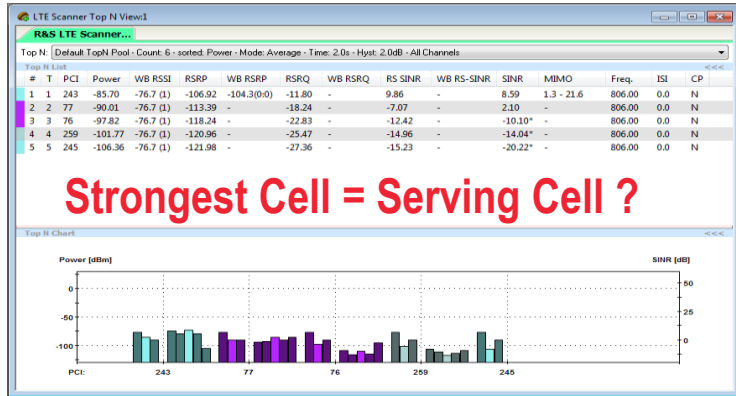 LTE Scanner Top N View:1
R&S LTE Scanner...
Top N: Default TopN Pool - Count: 6 - sorted: Power - Mode: Average - Time: 2.0s - Hyst: 2.0dB - All Channels
Top N List <<<
# T PCI Power WB RSSI RSRP WB RSRP RSRQ WB RSRQ RS SINR WB RS-SINR SINR MIMO Freq. ISI CP
1 1 243 -85.70 -76.7 (1) -106.92 -104.3(0:0) -11.80 - 9.86 - 8.59 1.3 - 21.6 806.00 0.0 N
2 2 77 -90.01 -76.7 (1) -113.39 - -18.24 - -7.07 - 2.10 - 806.00 0.0 N
3 3 76 -97.82 -76.7 (1) -118.24 - -22.83 - -12.42 - -10.10* - 806.00 0.0 N
4 4 259 -101.77 -76.7 (1) -120.96 - -25.47 - -14.96 - -14.04* - 806.00 0.0 N
5 5 245 -106.36 -76.7 (1) -121.98 - -27.36 - -15.23 - -20.22* - 806.00 0.0 N
Strongest Cell = Serving Cell ?
Top N Chart <<<
Power [dBm] SINR [dB]
0 50
-50 25
-100 0
PCI: 243 77 76 259 245